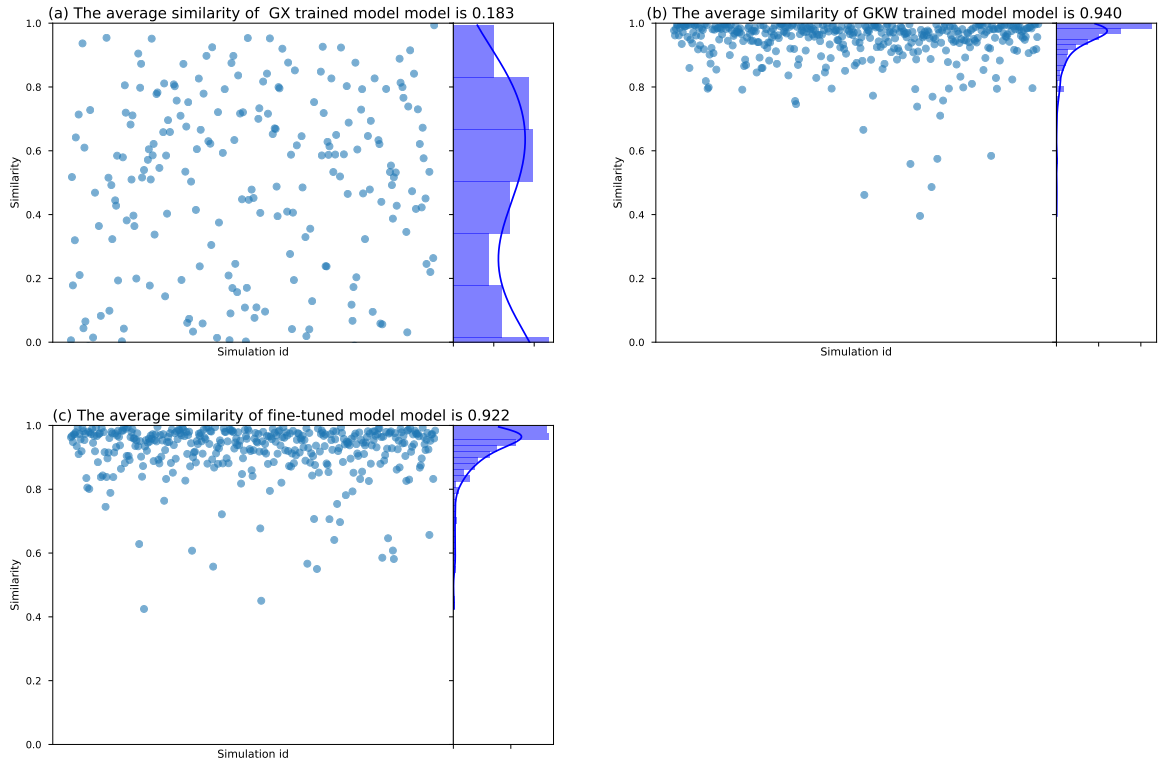 (a) The average similarity of  GX trained model model is 0.183
1.0
0.8
0.6
0.4
0.2
0.0
Similarity
Simulation id
(b) The average similarity of GKW trained model model is 0.940
1.0
0.8
0.6
0.4
0.2
0.0
Similarity
Simulation id
(c) The average similarity of fine-tuned model model is 0.922
1.0
0.8
0.6
0.4
0.2
0.0
Similarity
Simulation id